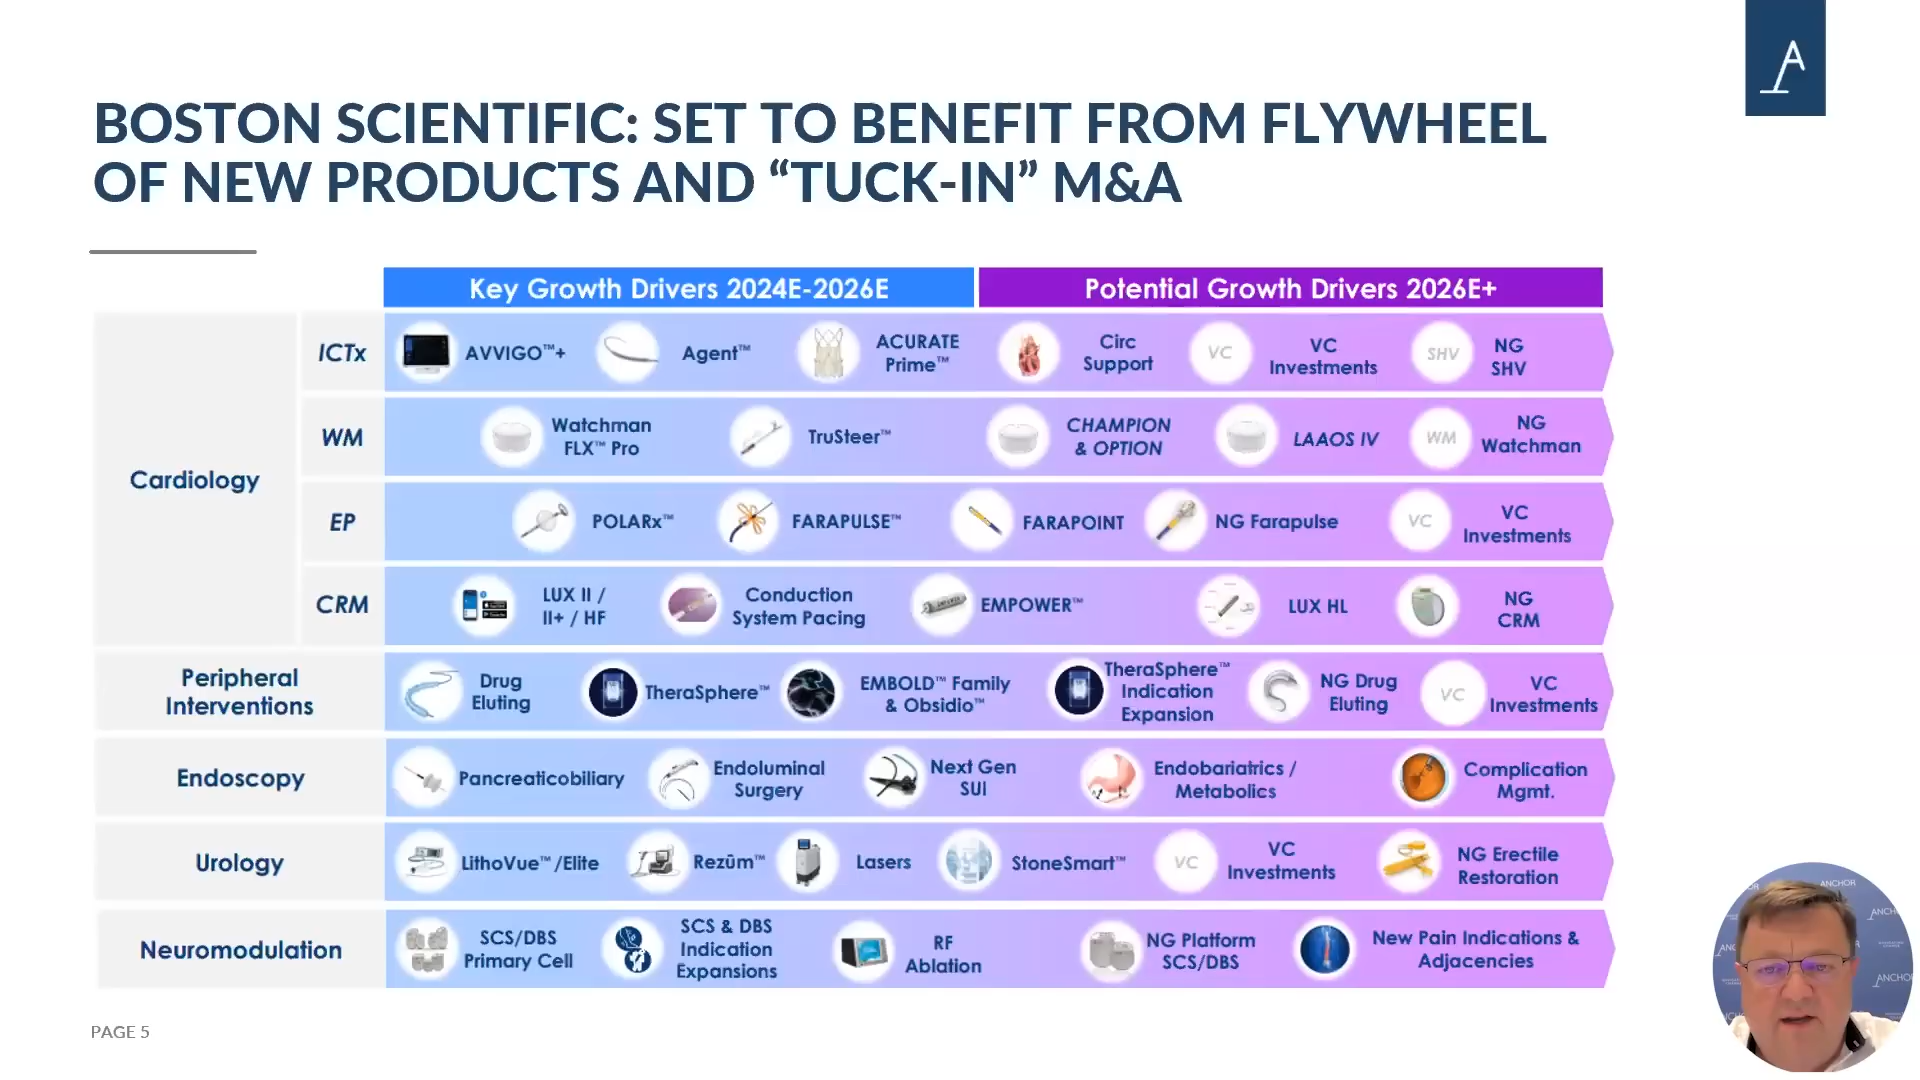 A
BOSTON SCIENTIFIC: SET TO BENEFIT FROM FLYWHEEL
OF NEW PRODUCTS AND “TUCK-IN” M&A
Key Growth Drivers 2024E-2026E
Potential Growth Drivers 2026E+
Cardiology
ICTx
AVVIGO™+
Agent™
ACURATE
Prime™
Circ
Support
VC
VC
Investments
SHV
NG
SHV
WM
Watchman
FLX™ Pro
TruSteer™
CHAMPION
& OPTION
LAAOS IV
WM
NG
Watchman
EP
POLARx™
FARAPULSE™
FARAPOINT
NG Farapulse
VC
VC
Investments
CRM
LUX II /
II+ / HF
Conduction
System Pacing
EMPOWER™
LUX HL
NG
CRM
Peripheral
Interventions
Drug
Eluting
TheraSphere™
EMBOLD™ Family
& Obsidio™
TheraSphere™
Indication
Expansion
NG Drug
Eluting
VC
VC
Investments
Endoscopy
Pancreaticobiliary
Endoluminal
Surgery
Next Gen
SUI
Endobariatrics /
Metabolics
Complication
Mgmt.
Urology
LithoVue™ /Elite
Rezūm™
Lasers
StoneSmart™
VC
VC
Investments
NG Erectile
Restoration
Neuromodulation
SCS/DBS
Primary Cell
SCS & DBS
Indication
Expansions
RF
Ablation
NG Platform
SCS/DBS
New Pain Indications &
Adjacencies
PAGE 5
ANCHOR
ANCHO